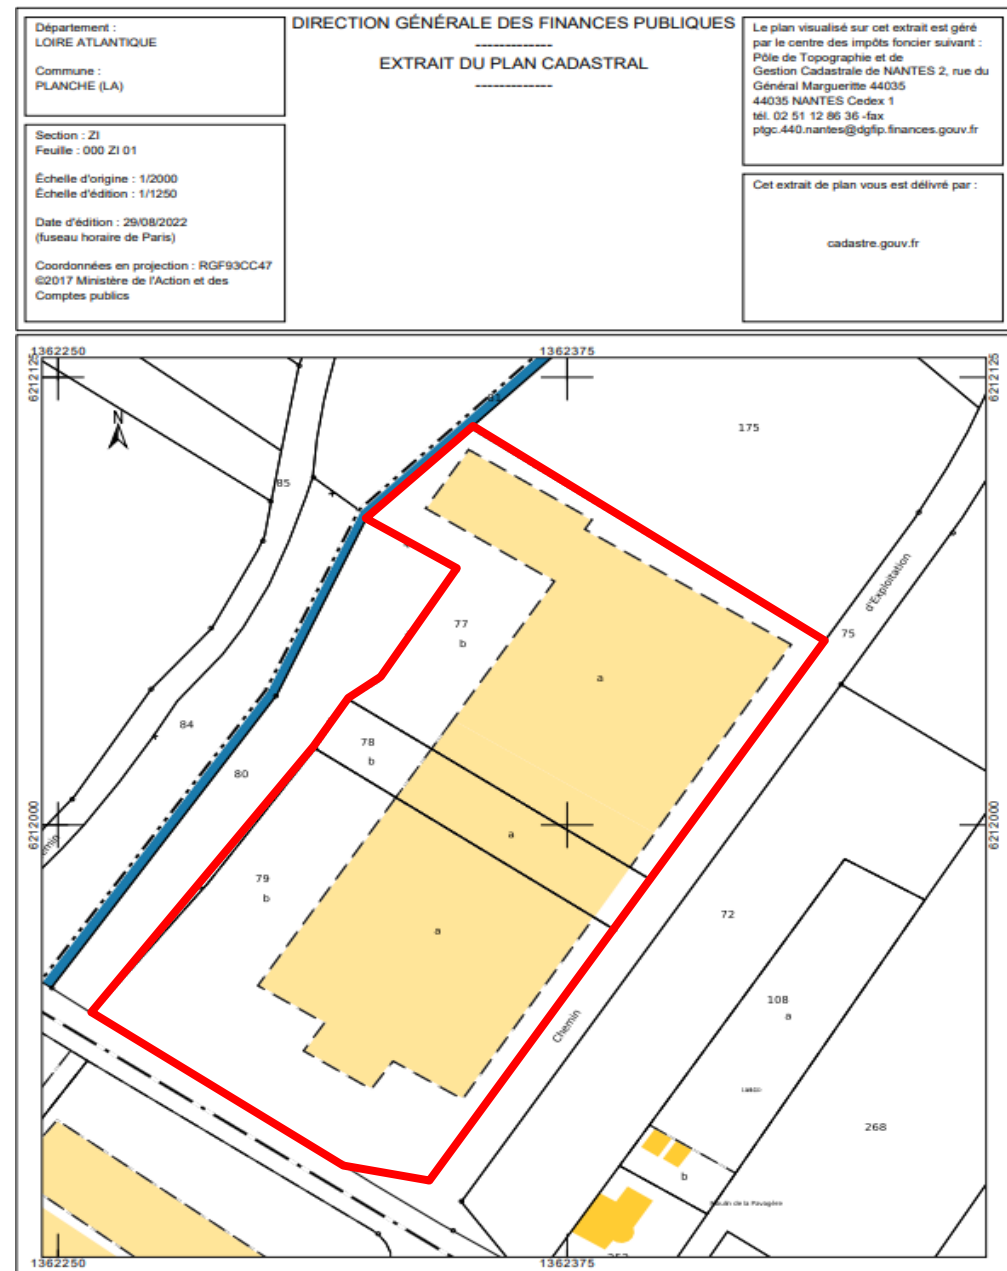 Département :
LOIRE ATLANTIQUE
Commune :
PLANCHE (LA)
Section : ZI
Feuille : 000 ZI 01
Échelle d'origine : 1/2000
Échelle d'édition : 1/1250
Date d'édition : 29/08/2022
(fuseau horaire de Paris)
Coordonnées en projection : RGF93CC47
©2017 Ministère de l'Action et des
Comptes publics
DIRECTION GÉNÉRALE DES FINANCES PUBLIQUES
-------------
EXTRAIT DU PLAN CADASTRAL
-------------
Le plan visualisé sur cet extrait est géré
par le centre des impôts foncier suivant :
Pôle de Topographie et de
Gestion Cadastrale de NANTES 2, rue du
Général Margueritte 44035
44035 NANTES Cedex 1
tél. 02 51 12 86 36 -fax
ptgc.440.nantes@dgfip.finances.gouv.fr
Cet extrait de plan vous est délivré par :
cadastre.gouv.fr
1362250
1362375
6212125
6212125
N
81
175
85
d'Exploitation
75
77
b
a
84
78
b
80
6212000
6212000
a
79
b
a
72
108
a
Chemin
268
b
Moulin de la Pavagère
1362250
1362375